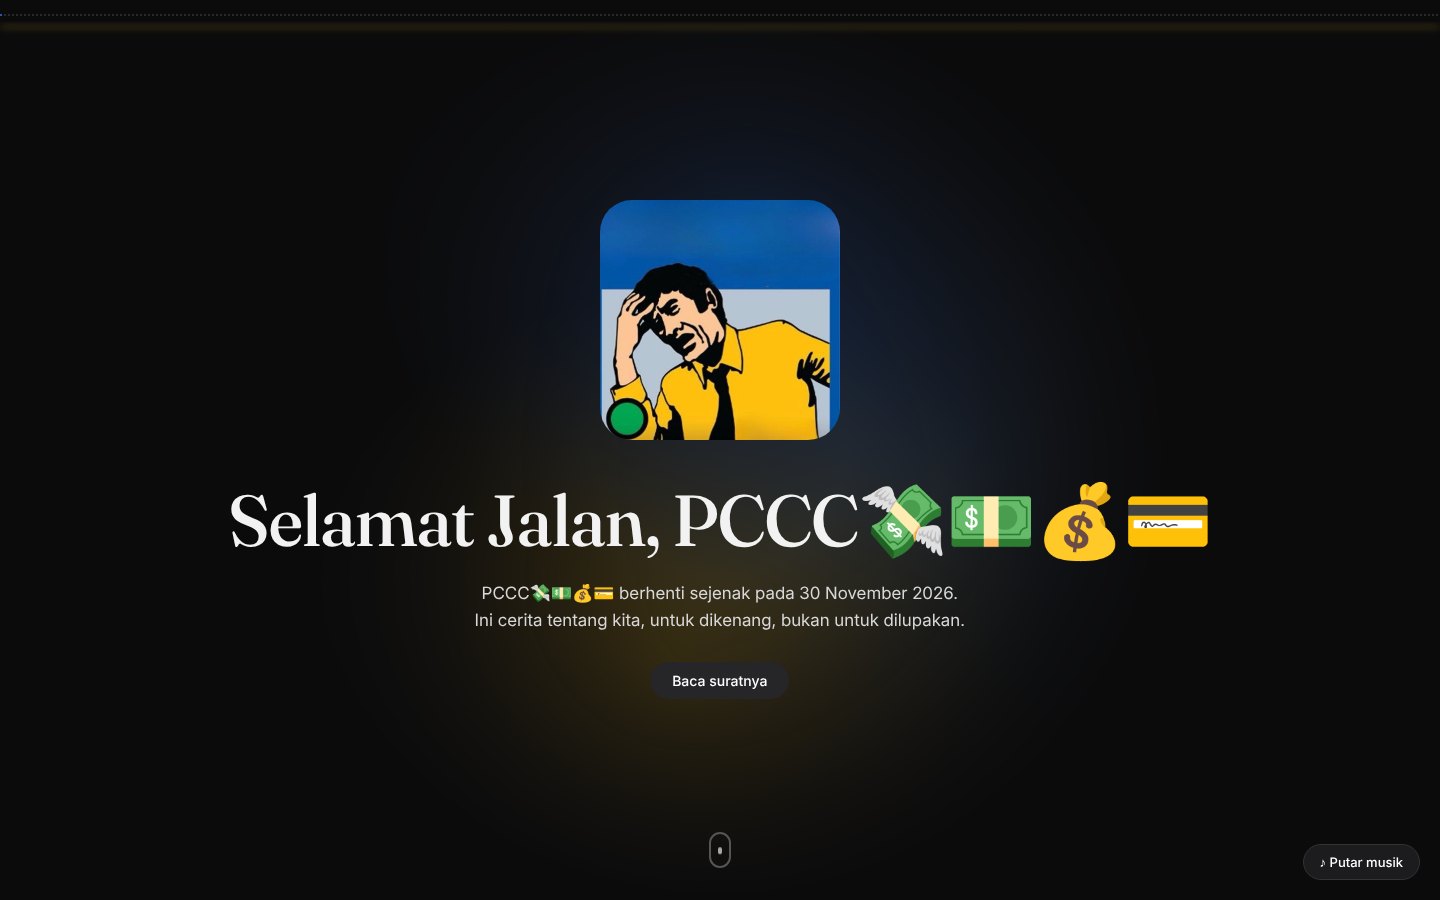 Selamat Jalan, PCCC💸💵💰💳
PCCC💸💵💰💳 berhenti sejenak pada 30 November 2026.
Ini cerita tentang kita, untuk dikenang, bukan untuk dilupakan.
Baca suratnya
♪ Putar musik